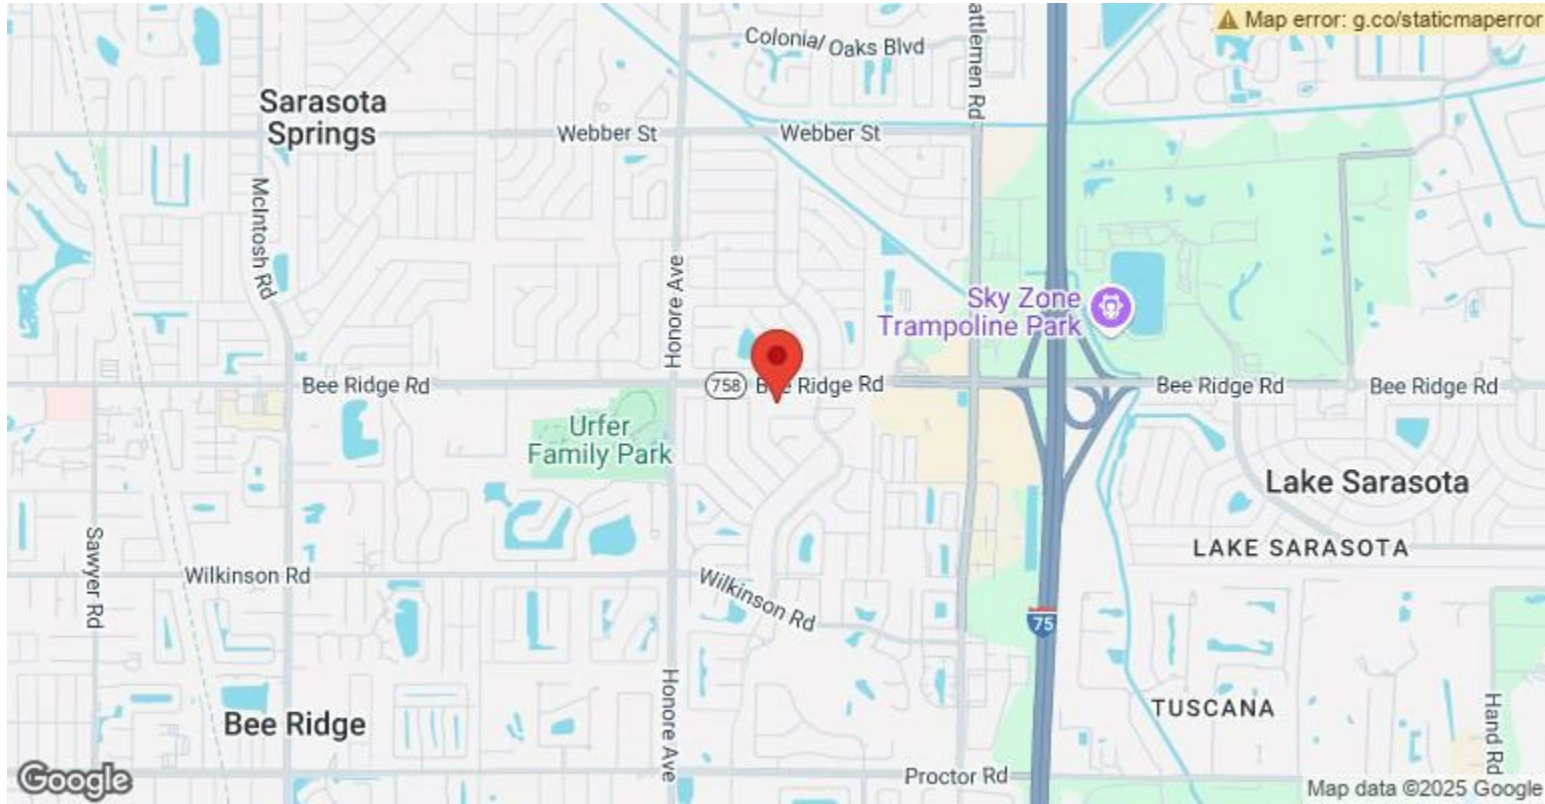 Map error: g.co/staticmaperror
Colonial Oaks Blvd
attlemen Rd
Sarasota
Springs
Webber St
Webber St
McIntosh Rd
Honore Ave
Sky Zone
Trampoline Park
Bee Ridge Rd
758
Bee Ridge Rd
Bee Ridge Rd
Bee Ridge Rd
Urfer
Family Park
Lake Sarasota
Sawyer Rd
LAKE SARASOTA
Wilkinson Rd
Wilkinson Rd
75
Honore Ave
Bee Ridge
TUSCANA
Hand Rd
Proctor Rd
Google
Map data ©2025 Google